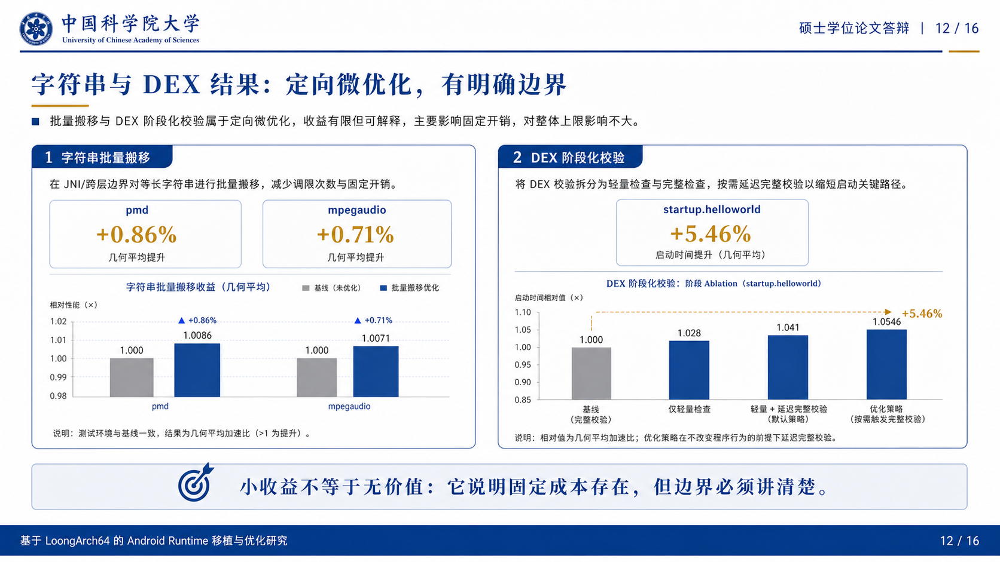 中国科学院大学
University of Chinese Academy of Sciences
硕士学位论文答辩 | 12 / 16
字符串与 DEX 结果：定向微优化，有明确边界
批量搬移与 DEX 阶段化校验属于定向微优化，收益有限但可解释，主要影响固定开销，对整体上限影响不大。
1 字符串批量搬移
在 JNI/跨层边界对等长字符串进行批量搬移，减少调限次数与固定开销。
pmd
+0.86%
几何平均提升
mpegaudio
+0.71%
几何平均提升
字符串批量搬移收益（几何平均）
基线（未优化）
批量搬移优化
相对性能（×）
1.02
1.01
1.00
0.99
0.98
▲ +0.86%
1.000
1.0086
▲ +0.71%
1.000
1.0071
pmd
mpegaudio
说明：测试环境与基线一致，结果为几何平均加速比（>1 为提升）。
2 DEX 阶段化校验
将 DEX 校验拆分为轻量检查与完整检查，按需延迟完整校验以缩短启动关键路径。
startup.helloworld
+5.46%
启动时间提升（几何平均）
DEX 阶段化校验：阶段 Ablation（startup.helloworld）
启动时间相对值（×）
1.10
1.05
1.00
0.95
0.90
0.85
+5.46%
1.000
1.028
1.041
1.0546
基线
（完整校验）
仅轻量检查
轻量 + 延迟完整校验
（默认策略）
优化策略
（按需触发完整校验）
说明：相对值为几何平均加速比；优化策略在不改变程序行为的前提下延迟完整校验。
小收益不等于无价值：它说明固定成本存在，但边界必须讲清楚。
基于 LoongArch64 的 Android Runtime 移植与优化研究
12 / 16